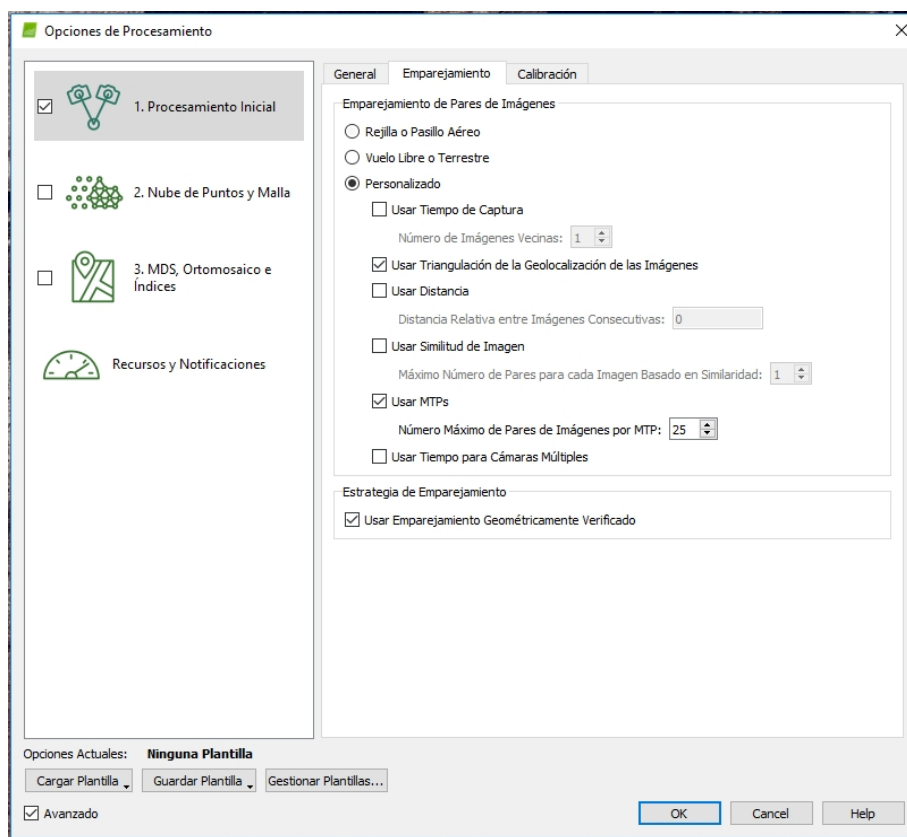 Opciones de Procesamiento
1. Procesamiento Inicial
2. Nube de Puntos y Malla
3. MDS, Ortomosaico e
Índices
Recursos y Notificaciones
General Emparejamiento Calibración
Emparejamiento de Pares de Imágenes
Rejilla o Pasillo Aéreo
Vuelo Libre o Terrestre
Personalizado
Usar Tiempo de Captura
Número de Imágenes Vecinas: 1
Usar Triangulación de la Geolocalización de las Imágenes
Usar Distancia
Distancia Relativa entre Imágenes Consecutivas: 0
Usar Similitud de Imagen
Máximo Número de Pares para cada Imagen Basado en Similaridad: 1
Usar MTPs
Número Máximo de Pares de Imágenes por MTP: 25
Usar Tiempo para Cámaras Múltiples
Estrategia de Emparejamiento
Usar Emparejamiento Geométricamente Verificado
Opciones Actuales: Ninguna Plantilla
Cargar Plantilla Guardar Plantilla Gestionar Plantillas...
Avanzado OK Cancel Help